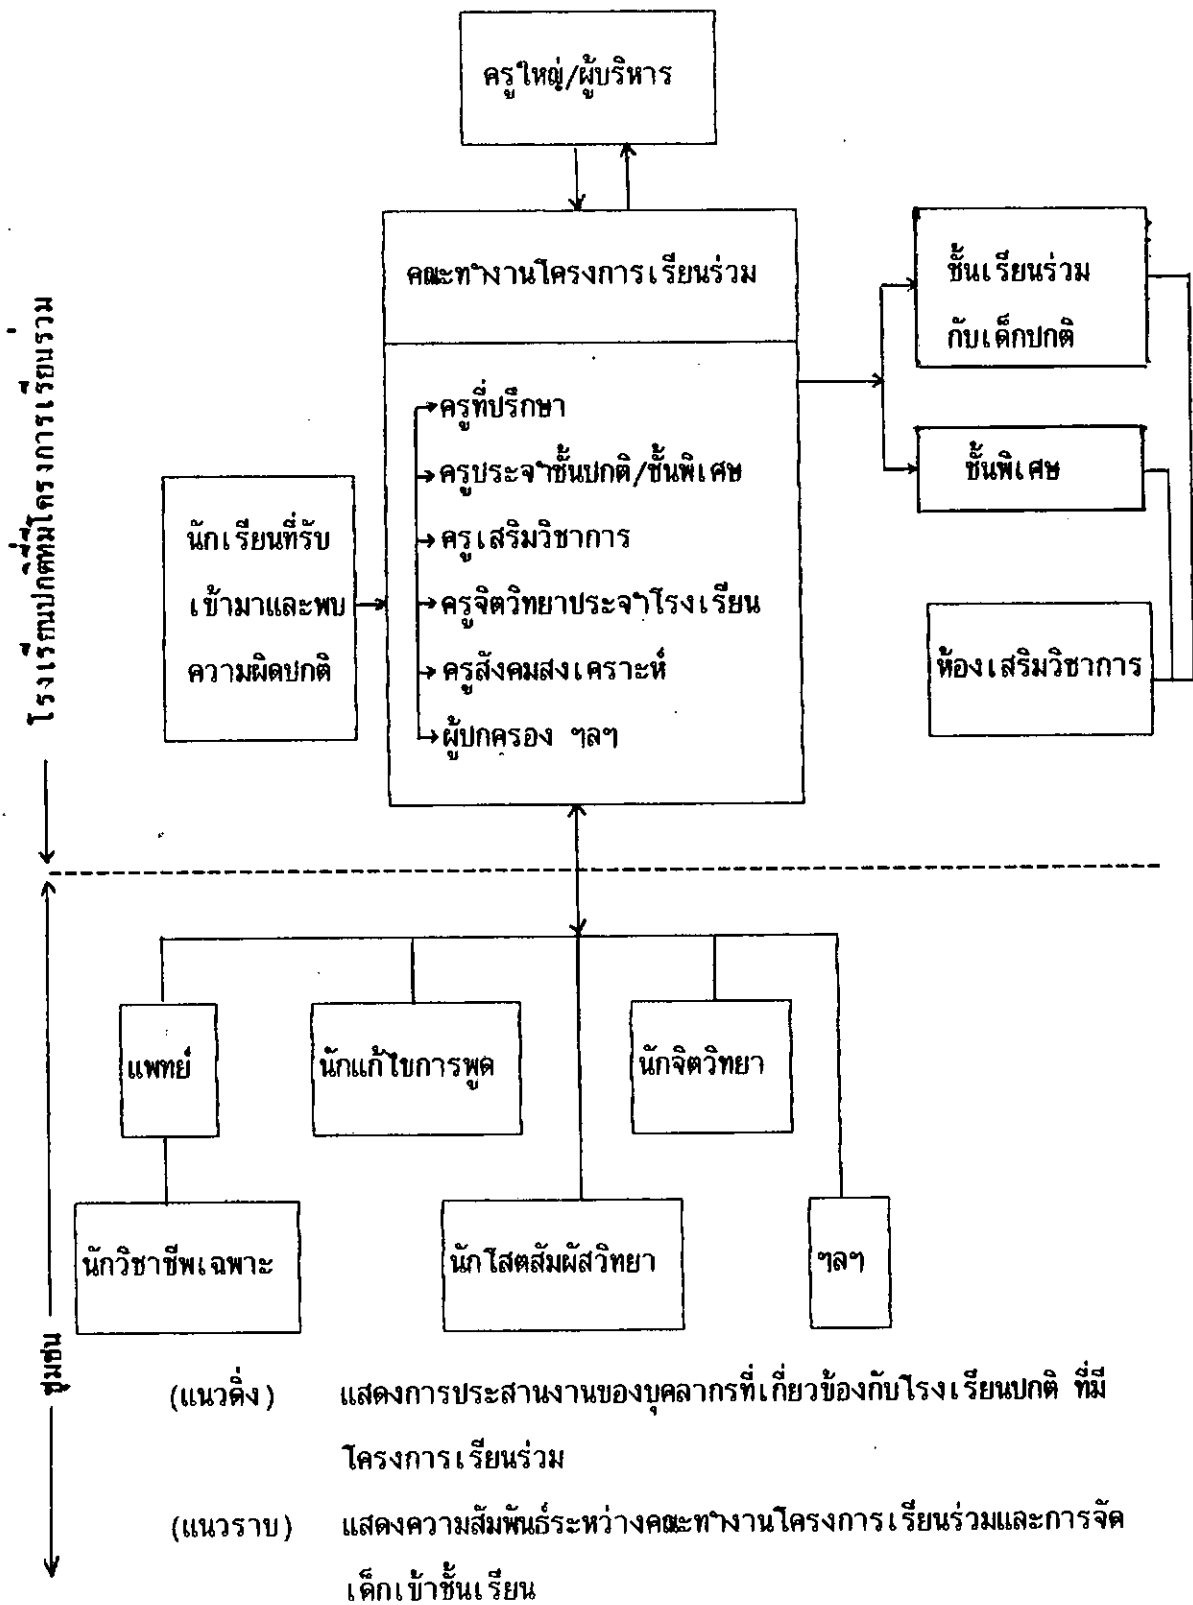 ครูใหญ่/ผู้บริหาร
คณะทำงานโครงการเรียนร่วม
ครูที่ปรึกษา
ครูประจำชั้นปกติ/ชั้นพิเศษ
ครูเสริมวิชาการ
ครูจิตวิทยาประจำโรงเรียน
ครูสังคมสงเคราะห์
ผู้ปกครอง ฯลฯ
นักเรียนที่รับ
เข้ามาและพบ
ความผิดปกติ
ชั้นเรียนร่วม
กับเด็กปกติ
ชั้นพิเศษ
ห้องเสริมวิชาการ
โรงเรียนปกติที่มีโครงการเรียนร่วม
ชุมชน
แพทย์
นักแก้ไขการพูด
นักจิตวิทยา
นักวิชาชีพเฉพาะ
นักโสตสัมผัสวิทยา
ฯลฯ
(แนวดิ่ง) แสดงการประสานงานของบุคลากรที่เกี่ยวข้องกับโรงเรียนปกติ ที่มี
โครงการเรียนร่วม
(แนวราบ) แสดงความสัมพันธ์ระหว่างคณะทำงานโครงการเรียนร่วมและการจัด
เด็กเข้าชั้นเรียน